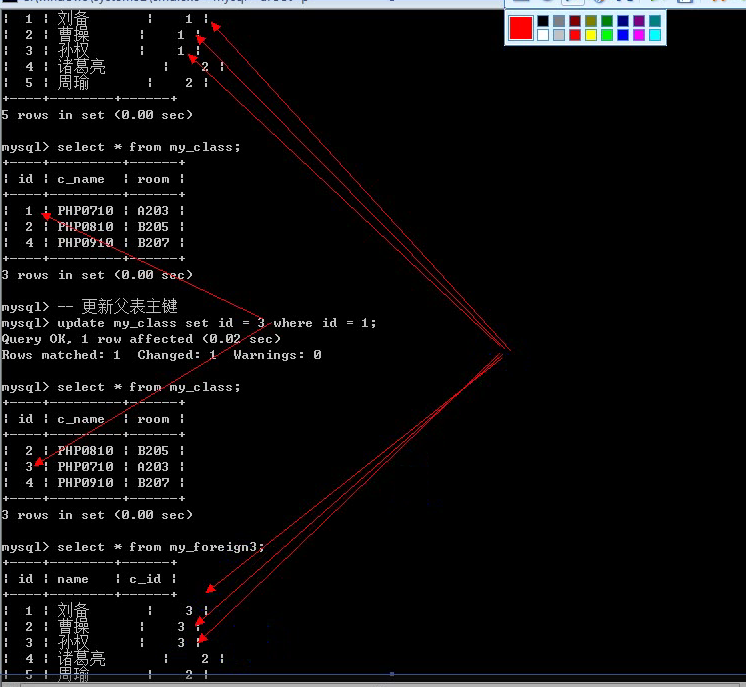 | 1 | 刘备 | 1 |
| 2 | 曹操 | 1 |
| 3 | 孙权 | 1 |
| 4 | 诸葛亮 | 2 |
| 5 | 周瑜 | 2 |
+----+---------+------+
5 rows in set (0.00 sec)
mysql> select * from my_class;
+----+---------+------+
| id | c_name | room |
+----+---------+------+
| 1 | PHP0710 | A203 |
| 2 | PHP0810 | B205 |
| 4 | PHP0910 | B207 |
+----+---------+------+
3 rows in set (0.00 sec)
mysql> -- 更新父表主键
mysql> update my_class set id = 3 where id = 1;
Query OK, 1 row affected (0.02 sec)
Rows matched: 1 Changed: 1 Warnings: 0
mysql> select * from my_class;
+----+---------+------+
| id | c_name | room |
+----+---------+------+
| 2 | PHP0810 | B205 |
| 3 | PHP0710 | A203 |
| 4 | PHP0910 | B207 |
+----+---------+------+
3 rows in set (0.00 sec)
mysql> select * from my_foreign3;
+----+--------+------+
| id | name | c_id |
+----+--------+------+
| 1 | 刘备 | 3 |
| 2 | 曹操 | 3 |
| 3 | 孙权 | 3 |
| 4 | 诸葛亮 | 2 |
| 5 | 周瑜 | 2 |